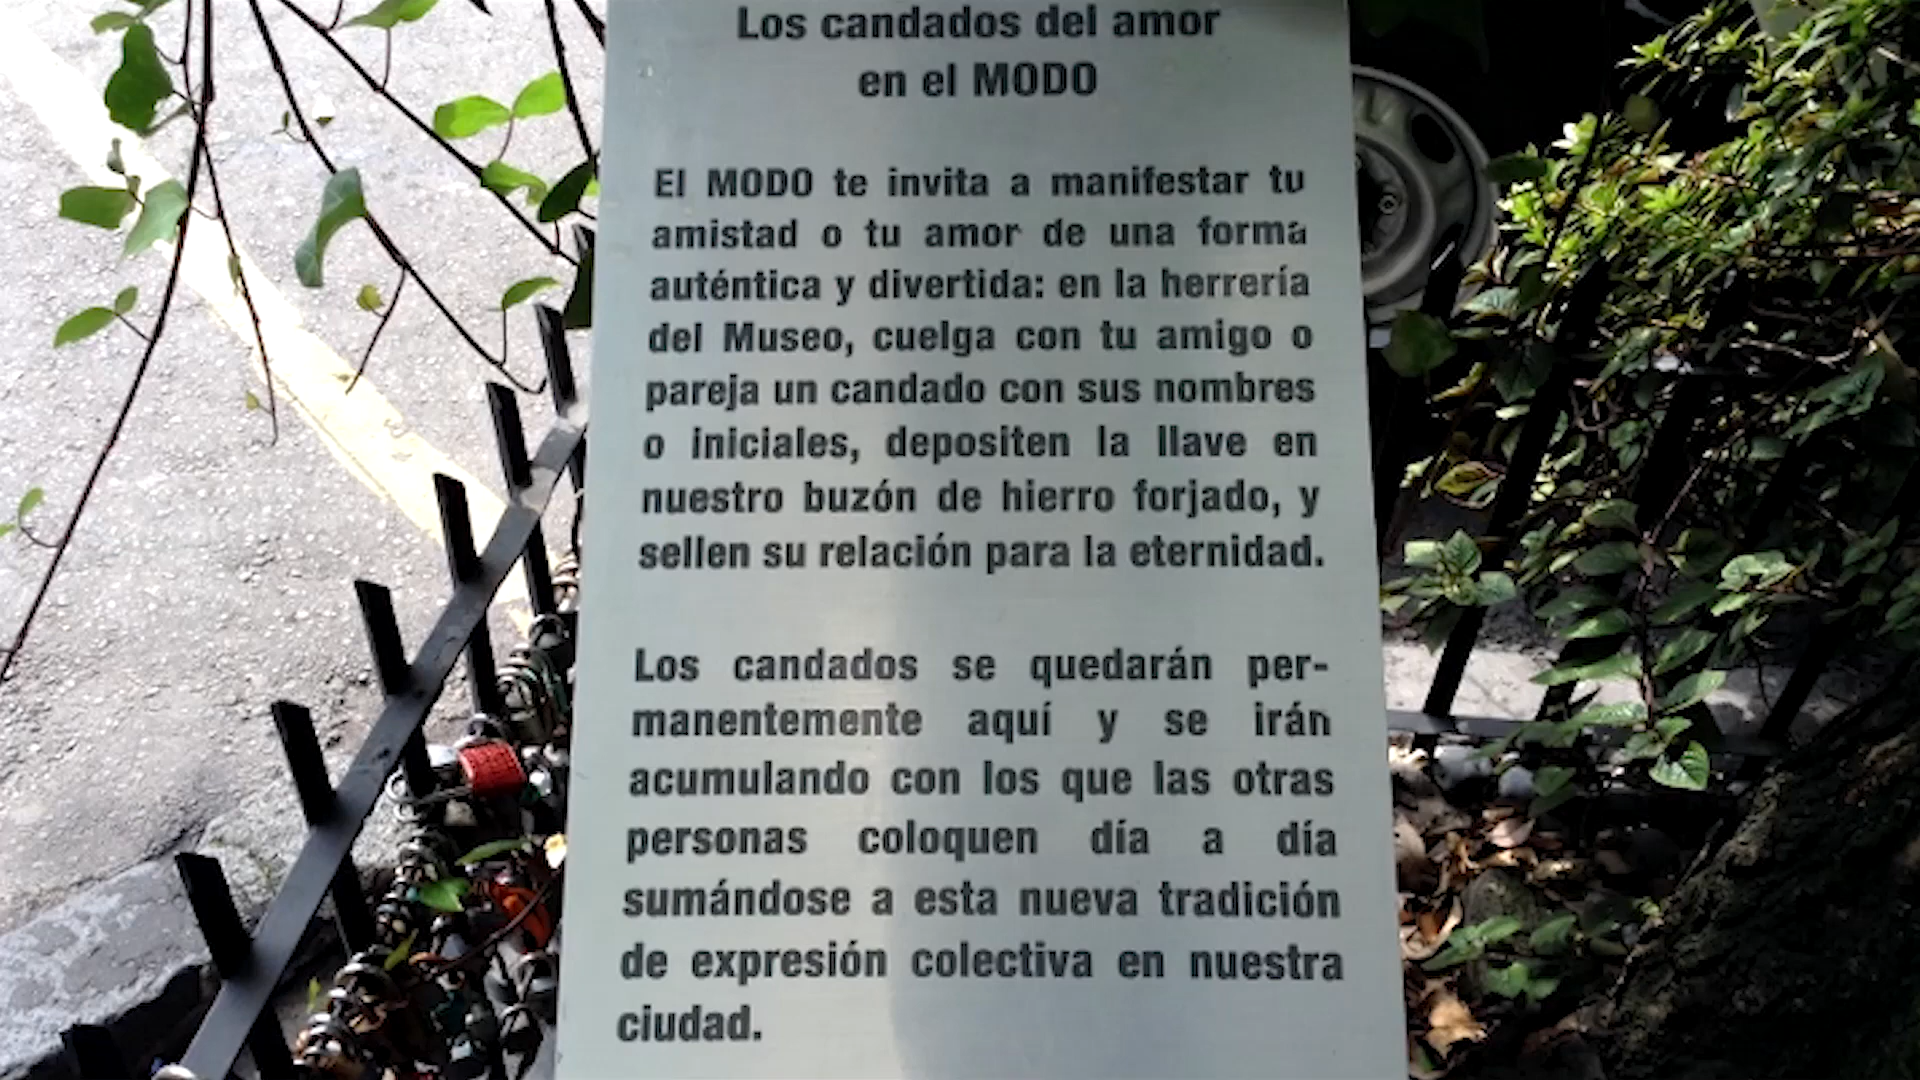 Los candados del amor
en el MODO
El MODO te invita a manifestar tu
amistad o tu amor de una forma
auténtica y divertida: en la herrería
del Museo, cuelga con tu amigo o
pareja un candado con sus nombres
o iniciales, depositen la llave en
nuestro buzón de hierro forjado, y
sellen su relación para la eternidad.
Los candados se quedarán per-
manentemente aquí y se irán
acumulando con los que las otras
personas coloquen día a día
sumándose a esta nueva tradición
de expresión colectiva en nuestra
ciudad.